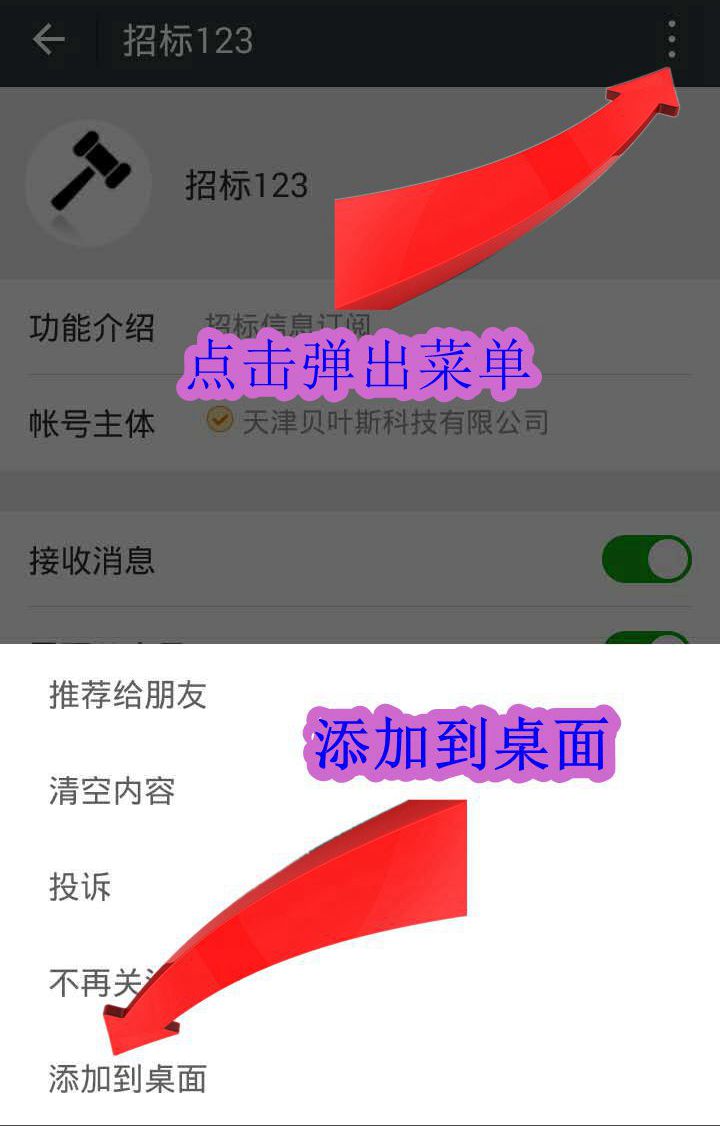 招标123
招标123
功能介绍 招标信息订阅
点击弹出菜单
帐号主体 天津贝叶斯科技有限公司
接收消息
推荐给朋友
添加到桌面
清空内容
投诉
不再关
添加到桌面